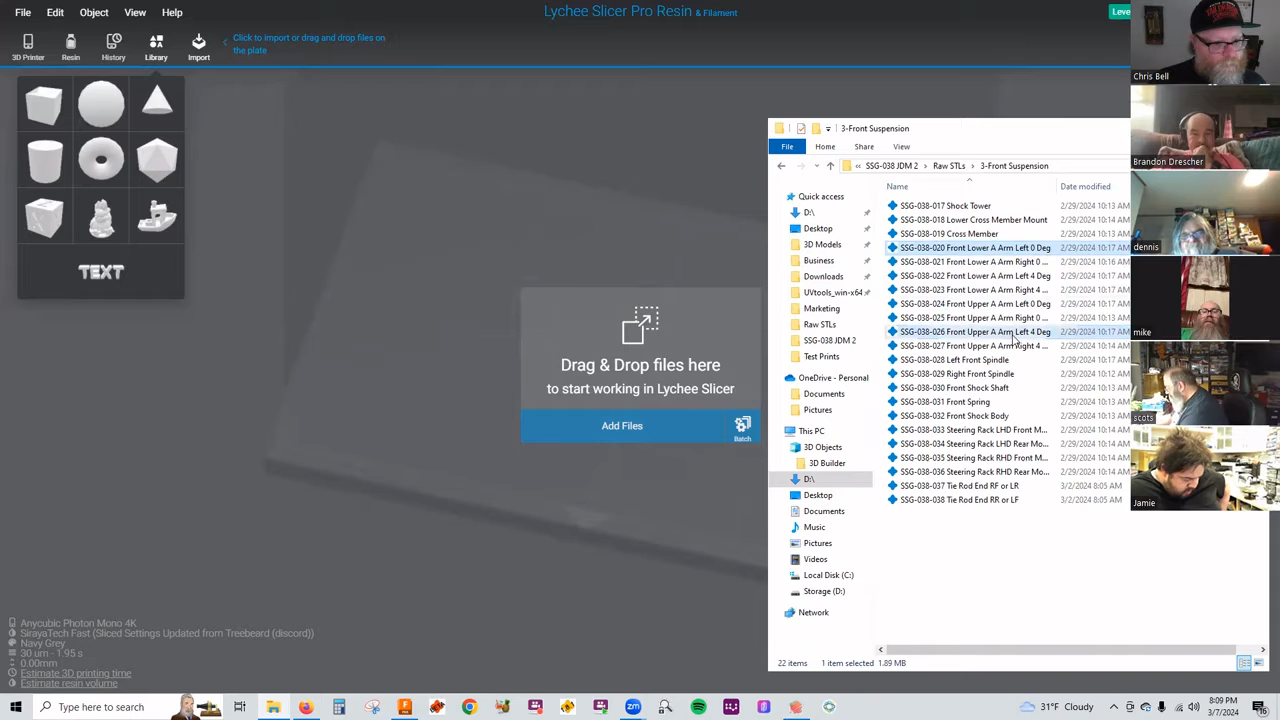 File Edit Object View Help
Lychee Slicer Pro Resin & Filament
3D Printer Resin History Library Import
Click to import or drag and drop files on
the plate
TEXT
Drag & Drop files here
to start working in Lychee Slicer
Add Files
Batch
Anycubic Photon Mono 4K
SirayaTech Fast (Sliced Settings Updated from Treebeard (discord))
Navy Grey
30 um - 1.95 s
0.00mm
Estimate 3D printing time
Estimate resin volume
3-Front Suspension
File Home Share View
« SSG-038 JDM 2 > Raw STLs > 3-Front Suspension
Quick access
D:\
Desktop
3D Models
Business
Downloads
UVtools_win-x64
Marketing
Raw STLs
SSG-038 JDM 2
Test Prints
OneDrive - Personal
Documents
Pictures
This PC
3D Objects
3D Builder
D:\
Desktop
Documents
Music
Pictures
Videos
Local Disk (C:)
Storage (D:)
Network
Name Date modified
SSG-038-017 Shock Tower 2/29/2024 10:13 AM
SSG-038-018 Lower Cross Member Mount 2/29/2024 10:14 AM
SSG-038-019 Cross Member 2/29/2024 10:13 AM
SSG-038-020 Front Lower A Arm Left 0 Deg 2/29/2024 10:17 AM
SSG-038-021 Front Lower A Arm Right 0 ... 2/29/2024 10:16 AM
SSG-038-022 Front Lower A Arm Left 4 Deg 2/29/2024 10:17 AM
SSG-038-023 Front Lower A Arm Right 4 ... 2/29/2024 10:17 AM
SSG-038-024 Front Upper A Arm Left 0 Deg 2/29/2024 10:17 AM
SSG-038-025 Front Upper A Arm Right 0 ... 2/29/2024 10:13 AM
SSG-038-026 Front Upper A Arm Left 4 Deg 2/29/2024 10:17 AM
SSG-038-027 Front Upper A Arm Right 4 ... 2/29/2024 10:17 AM
SSG-038-028 Left Front Spindle 2/29/2024 10:17 AM
SSG-038-029 Right Front Spindle 2/29/2024 10:17 AM
SSG-038-030 Front Shock Shaft 2/29/2024 10:13 AM
SSG-038-031 Front Spring 2/29/2024 10:13 AM
SSG-038-032 Front Shock Body 2/29/2024 10:13 AM
SSG-038-033 Steering Rack LHD Front M... 2/29/2024 10:14 AM
SSG-038-034 Steering Rack LHD Rear Mo... 2/29/2024 10:14 AM
SSG-038-035 Steering Rack RHD Front M... 2/29/2024 10:14 AM
SSG-038-036 Steering Rack RHD Rear Mo... 2/29/2024 10:14 AM
SSG-038-037 Tie Rod End RF or LR 3/2/2024 8:05 AM
SSG-038-038 Tie Rod End RR or LF 3/2/2024 8:05 AM
22 items 1 item selected 1.89 MB
Chris Bell
Brandon Drescher
dennis
mike
scots
Jamie
Type here to search
zm
31°F Cloudy
8:09 PM
3/7/2024